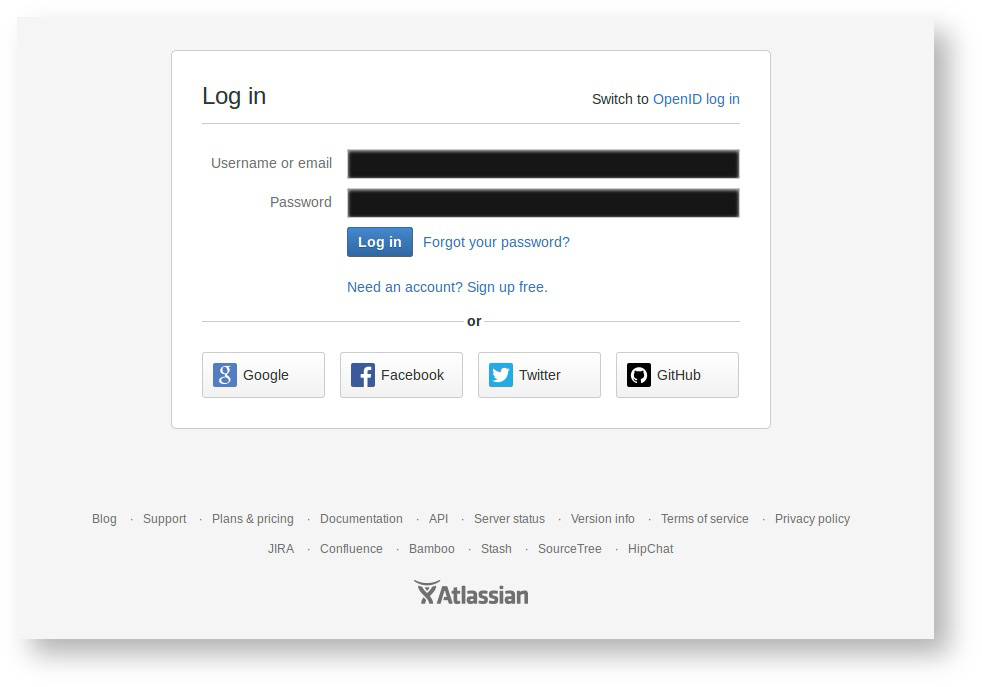 Log in
Switch to OpenID log in
Username or email
Password
Log in Forgot your password?
Need an account? Sign up free.
or
Google Facebook Twitter GitHub
Blog · Support · Plans & pricing · Documentation · API · Server status · Version info · Terms of service · Privacy policy
JIRA · Confluence · Bamboo · Stash · SourceTree · HipChat
Atlassian